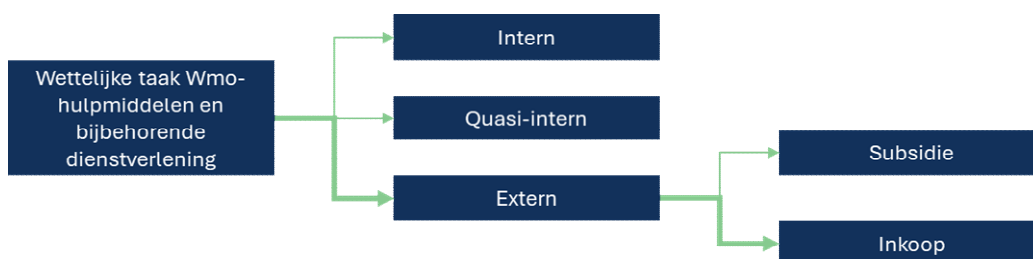 Intern
Wettelijke taak Wmo-
hulpmiddelen en
bijbehorende
dienstverlening
Quasi-intern
Subsidie
Extern
Inkoop